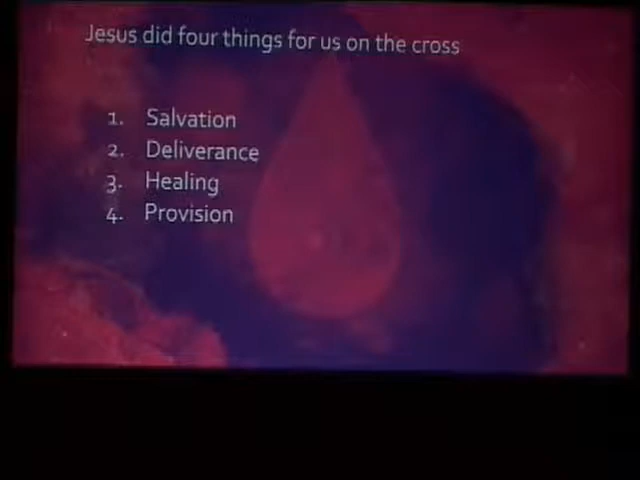 Jesus did four things for us on the cross
1. Salvation
2. Deliverance
3. Healing
4. Provision